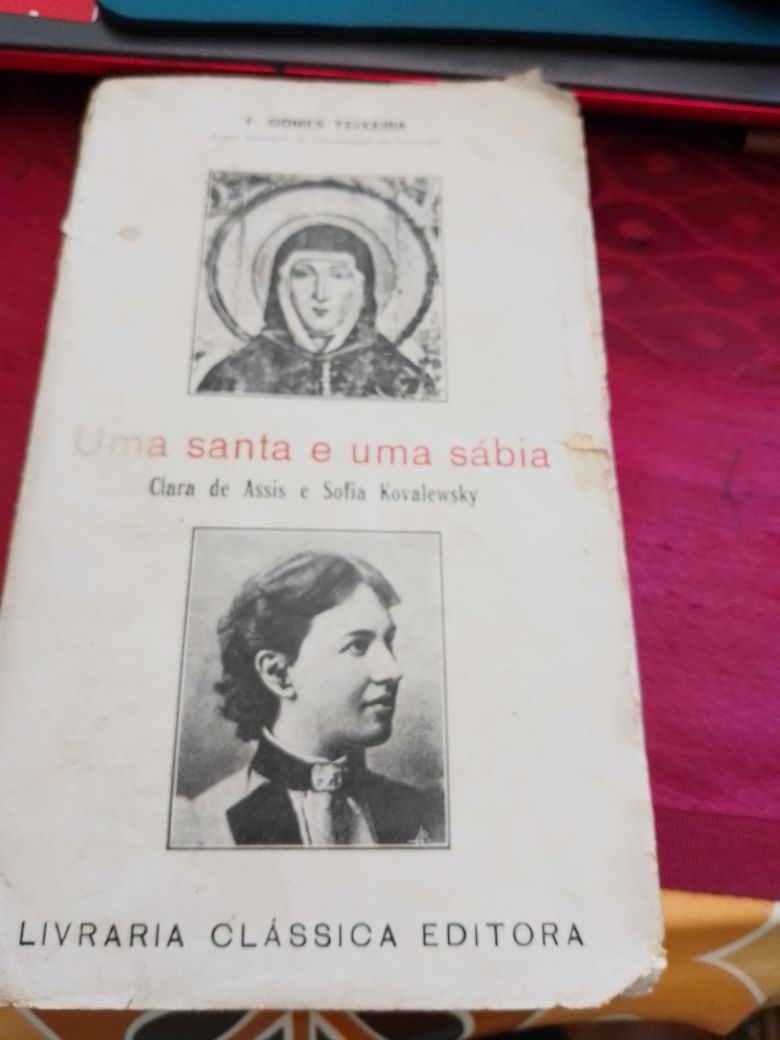 F. GOMES TEIXEIRA
Uma santa e uma sábia
Clara de Assis e Sofia Kovalewsky
LIVRARIA CLÁSSICA EDITORA